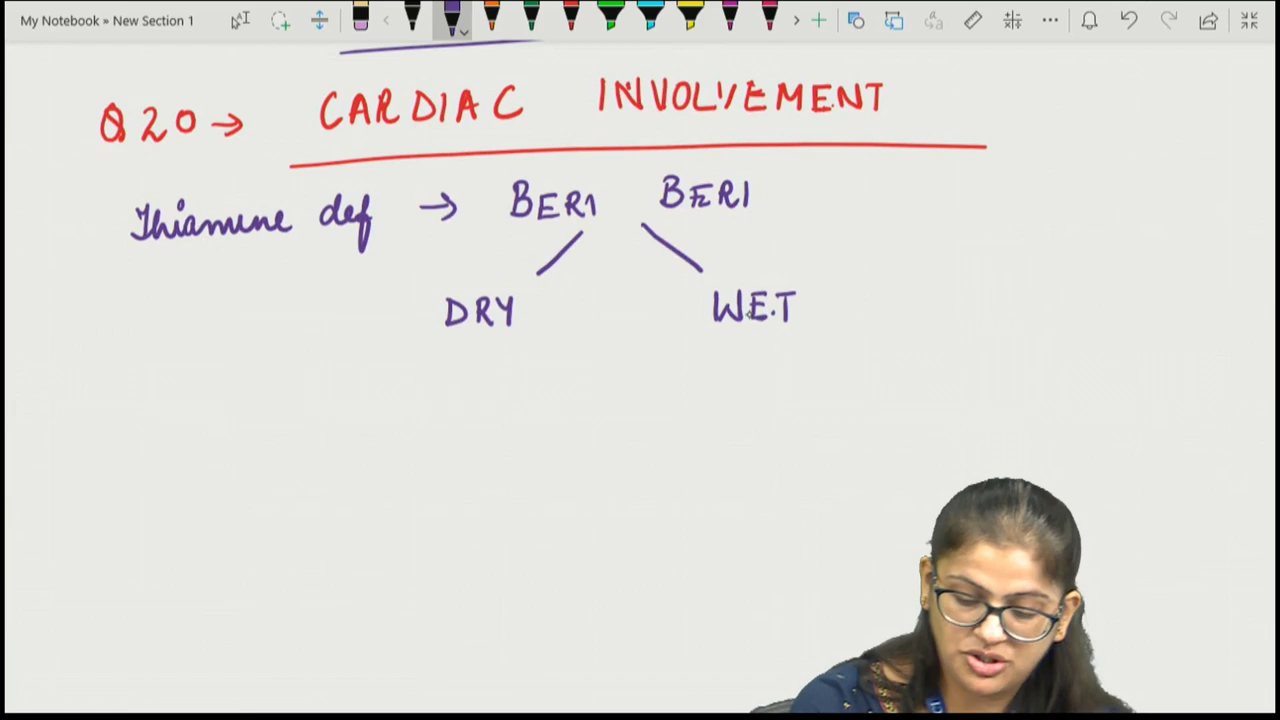 My Notebook » New Section 1
Q20 → CARDIAC INVOLVEMENT
Thiamine def → BERI BERI
DRY WET